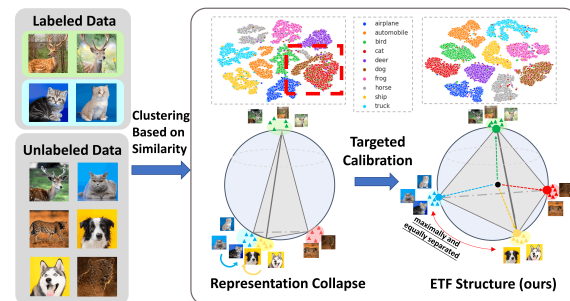 Labeled Data
Unlabeled Data
Clustering
Based on
Similarity
airplane
automobile
bird
cat
deer
dog
frog
horse
ship
truck
Targeted
Calibration
maximally and
equally separated
Representation Collapse
ETF Structure (ours)